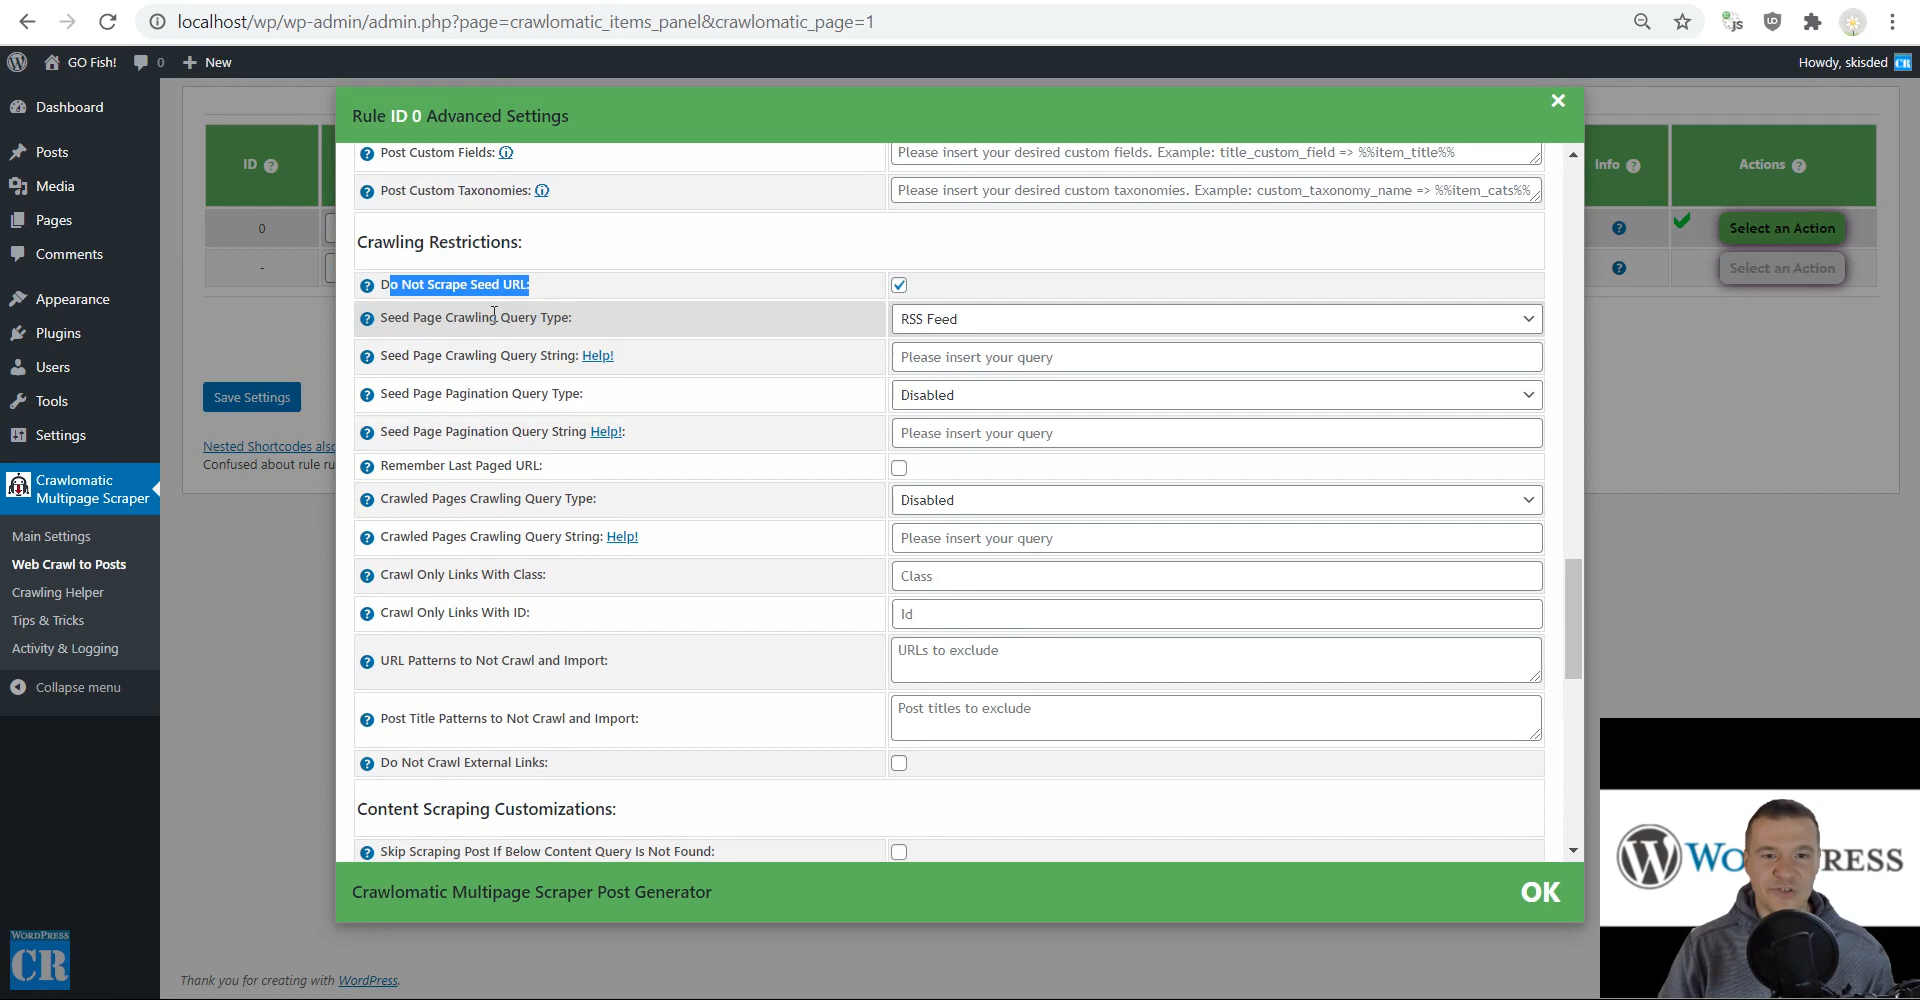 localhost/wp/wp-admin/admin.php?page=crawlomatic_items_panel&crawlomatic_page=1
GO Fish!
0
New
Howdy, skisded
CR
Dashboard
Posts
Media
Pages
Comments
Appearance
Plugins
Users
Tools
Settings
Crawlomatic
Multipage Scraper
Main Settings
Web Crawl to Posts
Crawling Helper
Tips & Tricks
Activity & Logging
Collapse menu
WORDPRESS
CR
ID
0
-
Save Settings
Nested Shortcodes also
Confused about rule ru
Info
Actions
Select an Action
Select an Action
Rule ID 0 Advanced Settings
×
Post Custom Fields:
Please insert your desired custom fields. Example: title_custom_field => %%item_title%%
Post Custom Taxonomies:
Please insert your desired custom taxonomies. Example: custom_taxonomy_name => %%item_cats%%
Crawling Restrictions:
Do Not Scrape Seed URL:
Seed Page Crawling Query Type:
RSS Feed
Seed Page Crawling Query String: Help!
Please insert your query
Seed Page Pagination Query Type:
Disabled
Seed Page Pagination Query String Help!:
Please insert your query
Remember Last Paged URL:
Crawled Pages Crawling Query Type:
Disabled
Crawled Pages Crawling Query String: Help!
Please insert your query
Crawl Only Links With Class:
Class
Crawl Only Links With ID:
Id
URL Patterns to Not Crawl and Import:
URLs to exclude
Post Title Patterns to Not Crawl and Import:
Post titles to exclude
Do Not Crawl External Links:
Content Scraping Customizations:
Skip Scraping Post If Below Content Query Is Not Found:
Crawlomatic Multipage Scraper Post Generator
OK
Thank you for creating with WordPress.